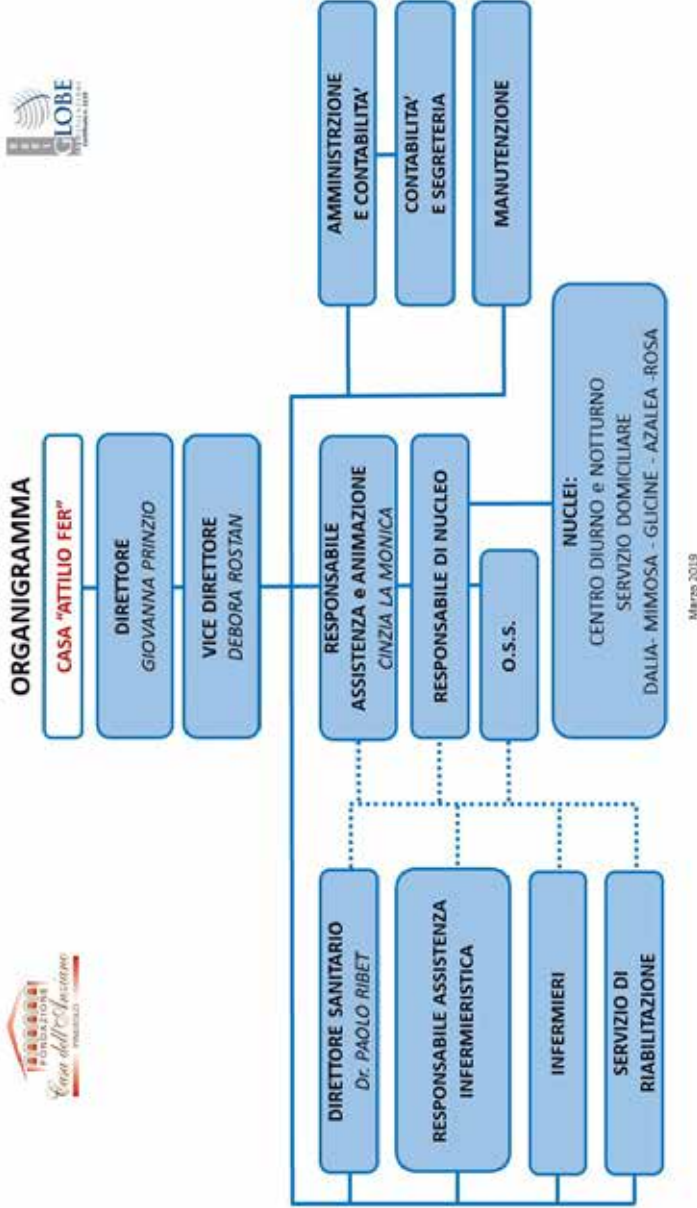 ORGANIGRAMMA
FONDAZIONE
Casa dell'Anziano
PINEROLO
GLOBE
CASA "ATTILIO FER"
DIRETTORE
GIOVANNA PRINZIO
VICE DIRETTORE
DEBORA ROSTAN
DIRETTORE SANITARIO
Dr. PAOLO RIBET
RESPONSABILE ASSISTENZA
INFERMIERISTICA
INFERMIERI
SERVIZIO DI
RIABILITAZIONE
RESPONSABILE
ASSISTENZA e ANIMAZIONE
CINZIA LA MONICA
RESPONSABILE DI NUCLEO
O.S.S.
NUCLEI:
CENTRO DIURNO e NOTTURNO
SERVIZIO DOMICILIARE
DALIA- MIMOSA - GLICINE - AZALEA -ROSA
AMMINISTRZIONE
E CONTABILITA'
CONTABILITA'
E SEGRETERIA
MANUTENZIONE
Marzo 2019